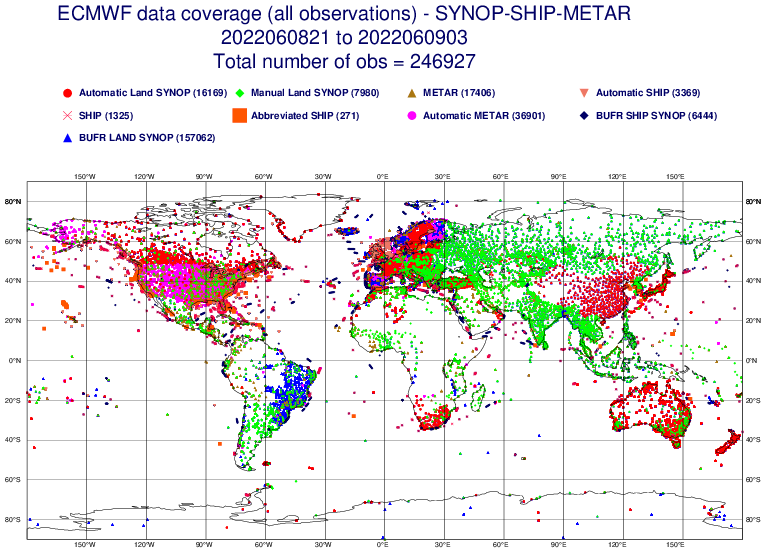 ECMWF data coverage (all observations) - SYNOP-SHIP-METAR
2022060821 to 2022060903
Total number of obs = 246927
Automatic Land SYNOP (16169) Manual Land SYNOP (7980) METAR (17406) Automatic SHIP (3369)
SHIP (1325) Abbreviated SHIP (271) Automatic METAR (36901) BUFR SHIP SYNOP (6444)
BUFR LAND SYNOP (157062)
150°W 120°W 90°W 60°W 30°W 0°E 30°E 60°E 90°E 120°E 150°E
80°N 80°N
60°N 60°N
40°N 40°N
20°N 20°N
0°N 0°N
20°S 20°S
40°S 40°S
60°S 60°S
80°S 80°S
150°W 120°W 90°W 60°W 30°W 0°E 30°E 60°E 90°E 120°E 150°E